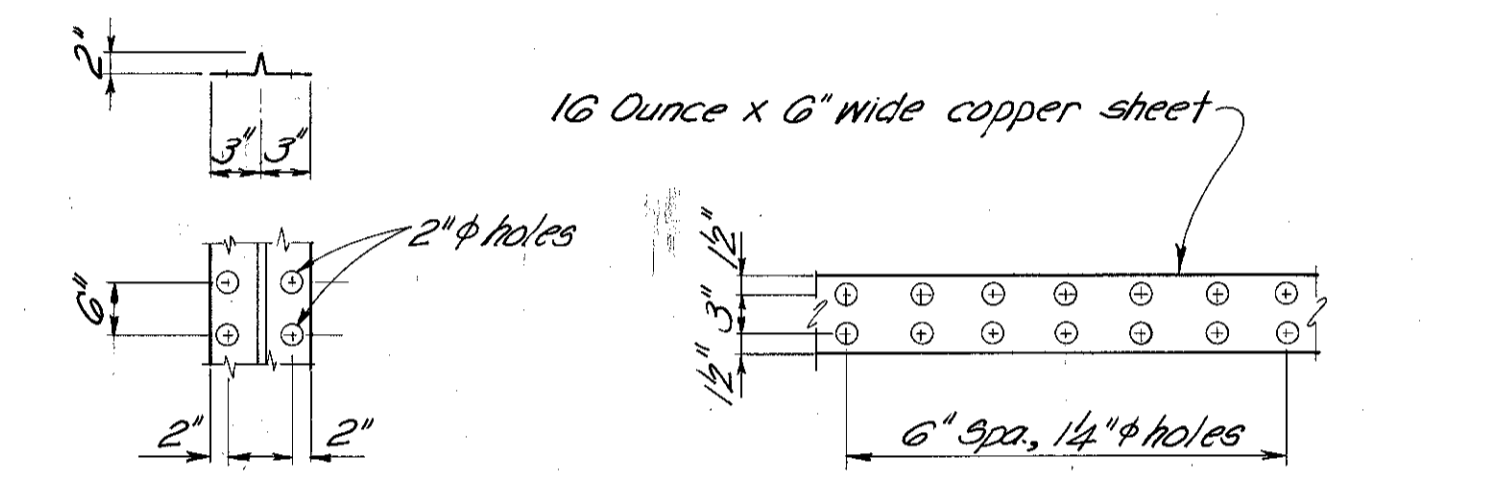 2"
3" 3"
2"φ holes
6"
2" 2"
16 Ounce x 6" wide copper sheet
1½"
3"
1½"
6" Spa., 1¼"φ holes